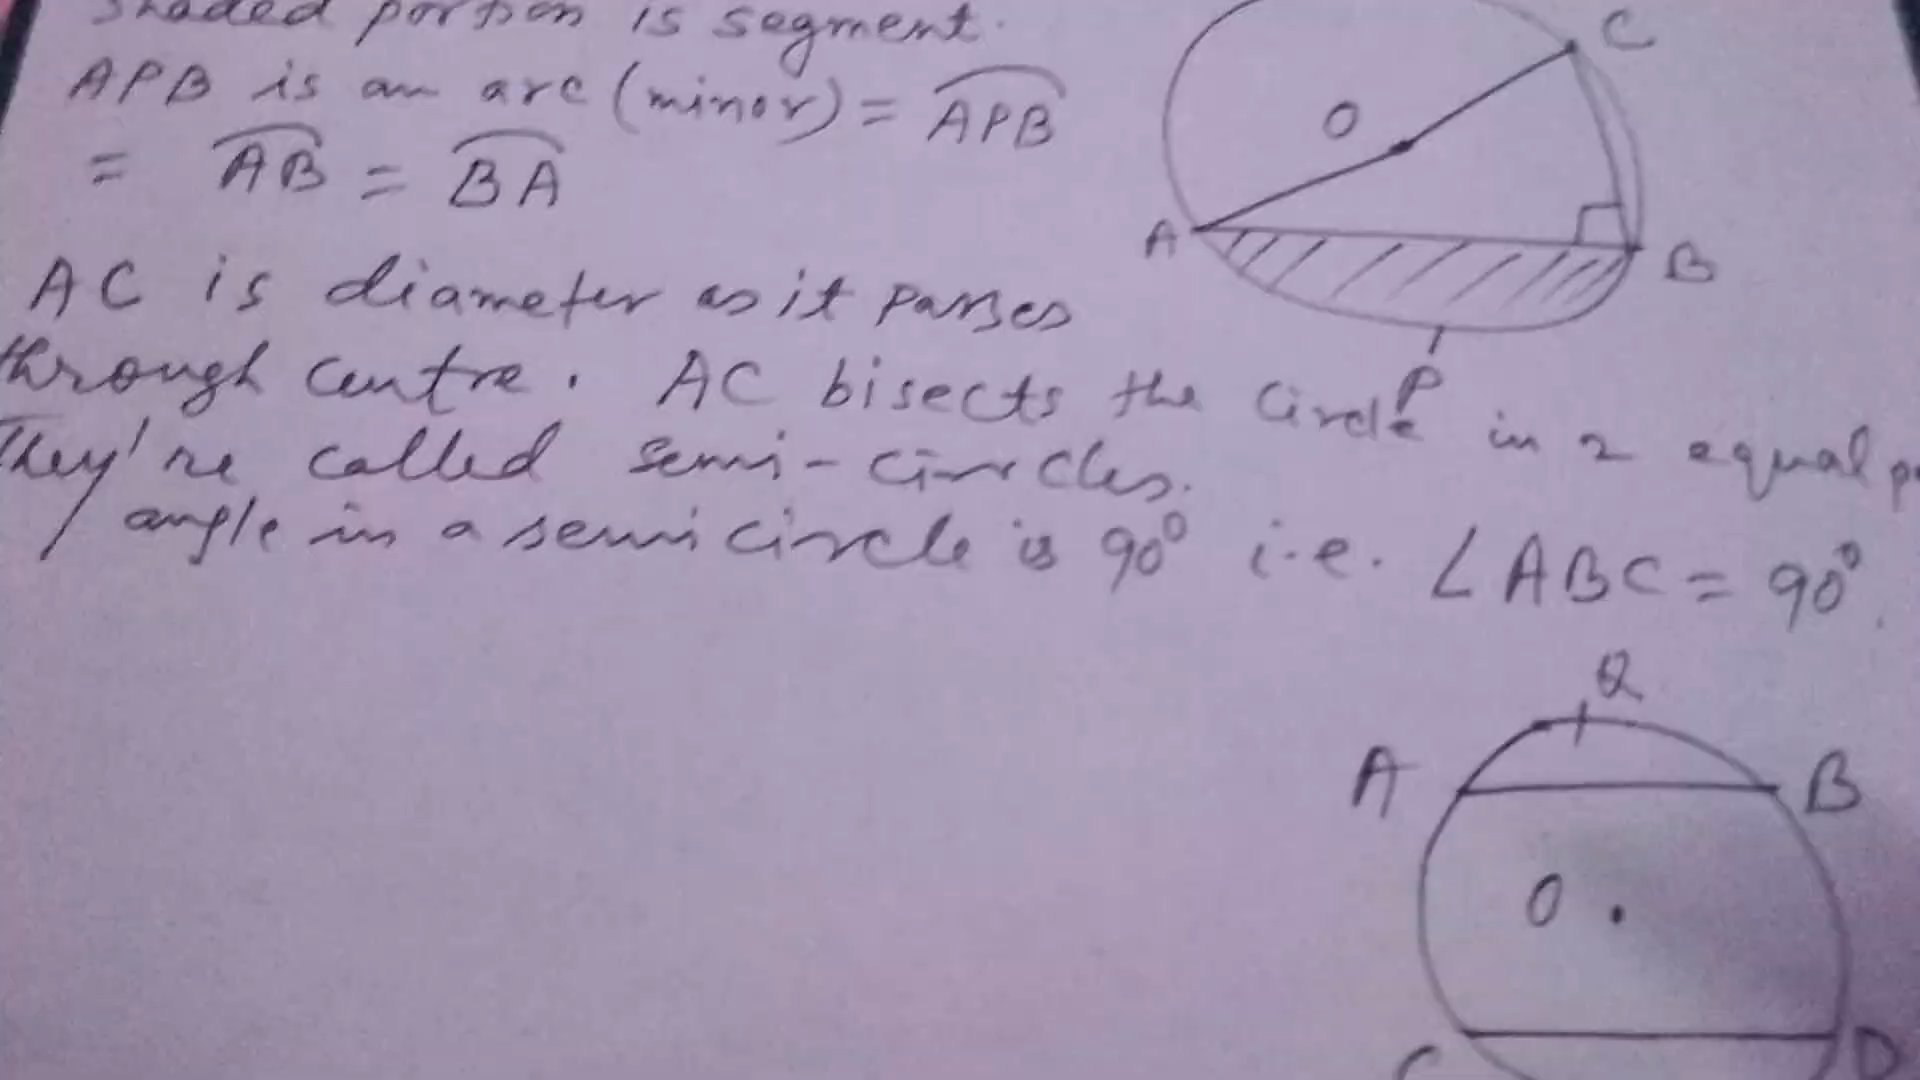 shaded portion is segment.
APB is an arc (minor) = APB
= AB = BA
AC is diameter as it passes
through centre. AC bisects the circle in 2 equal
They're called semi-circles.
angle in a semicircle is 90° i.e. ∠ABC = 90°.
C
O
A
B
P
Q
A
B
O
C
D